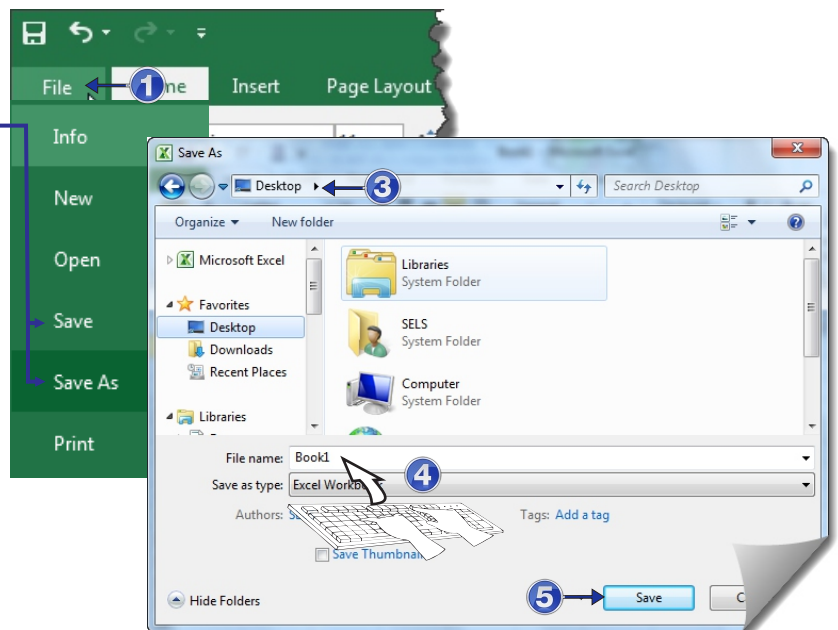 File 1 me Insert Page Layout
Info
New
Open
Save
Save As
Print
Save As
Desktop 3 Search Desktop
Organize New folder
Microsoft Excel
Favorites
Desktop
Downloads
Recent Places
Libraries
Libraries
System Folder
SELS
System Folder
Computer
System Folder
File name: Book1
4
Save as type: Excel Workbook
Authors: Tags: Add a tag
Save Thumbnail
Hide Folders 5 Save C